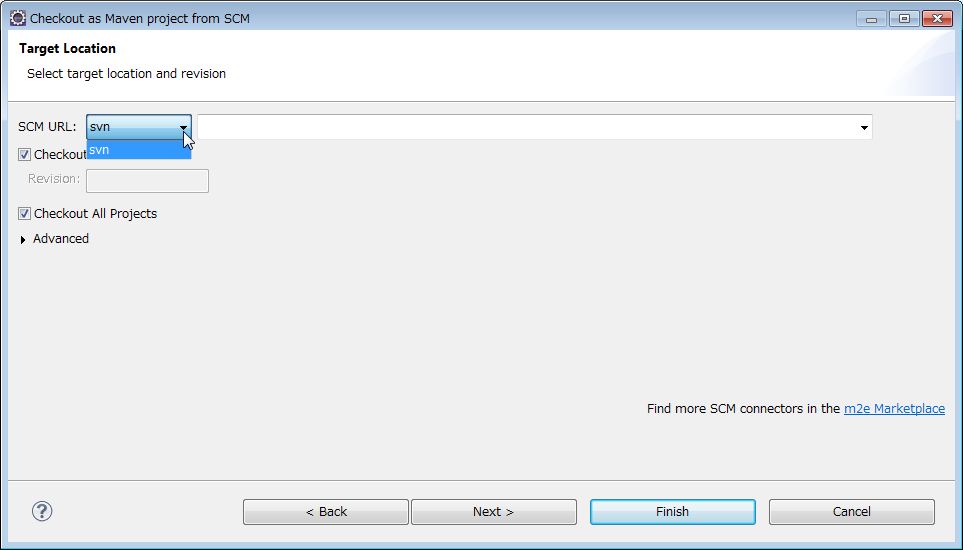 Checkout as Maven project from SCM
Target Location
Select target location and revision
SCM URL: svn
svn
Checkout
Revision:
Checkout All Projects
Advanced
Find more SCM connectors in the m2e Marketplace
? < Back Next > Finish Cancel